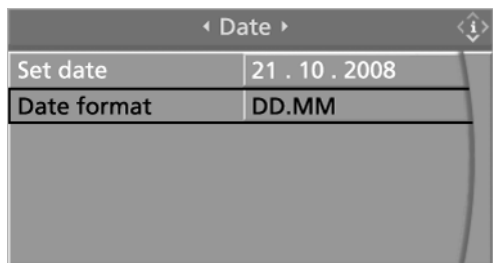 Date
Set date 21 . 10 . 2008
Date format DD.MM